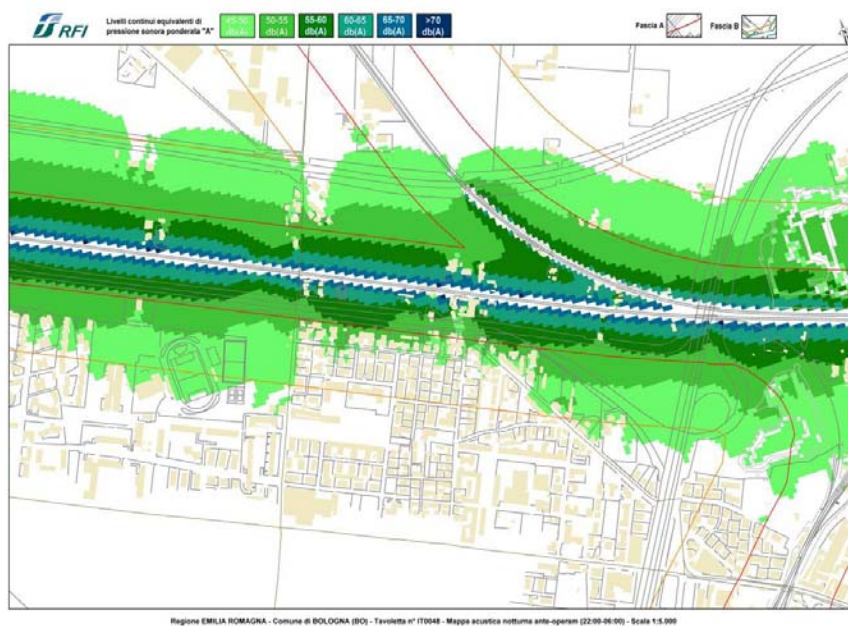 RFI
Livelli continui equivalenti di
pressione sonora ponderata "A"
45-50
db(A)
50-55
db(A)
55-60
db(A)
60-65
db(A)
65-70
db(A)
>70
db(A)
Fascia A
Fascia B
Regione EMILIA ROMAGNA - Comune di BOLOGNA (BO) - Tavoletta n° IT0048 - Mappa acustica notturna ante-operam (22:00-06:00) - Scala 1:5.000